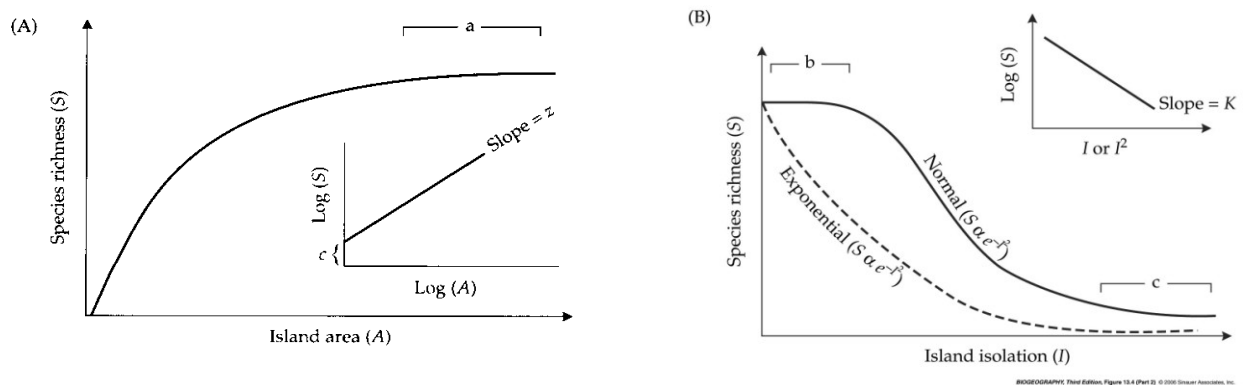 (A)
a
Species richness (S)
Slope = z
Log (S)
c {
Log (A)
Island area (A)
(B)
b
Log (S)
Slope = K
I or I²
Species richness (S)
Normal (S α e^–I²)
Exponential (S α e^–I²)
c
Island isolation (I)
BIOGEOGRAPHY, Third Edition, Figure 13.4 (Part 2) © 2006 Sinauer Associates, Inc.